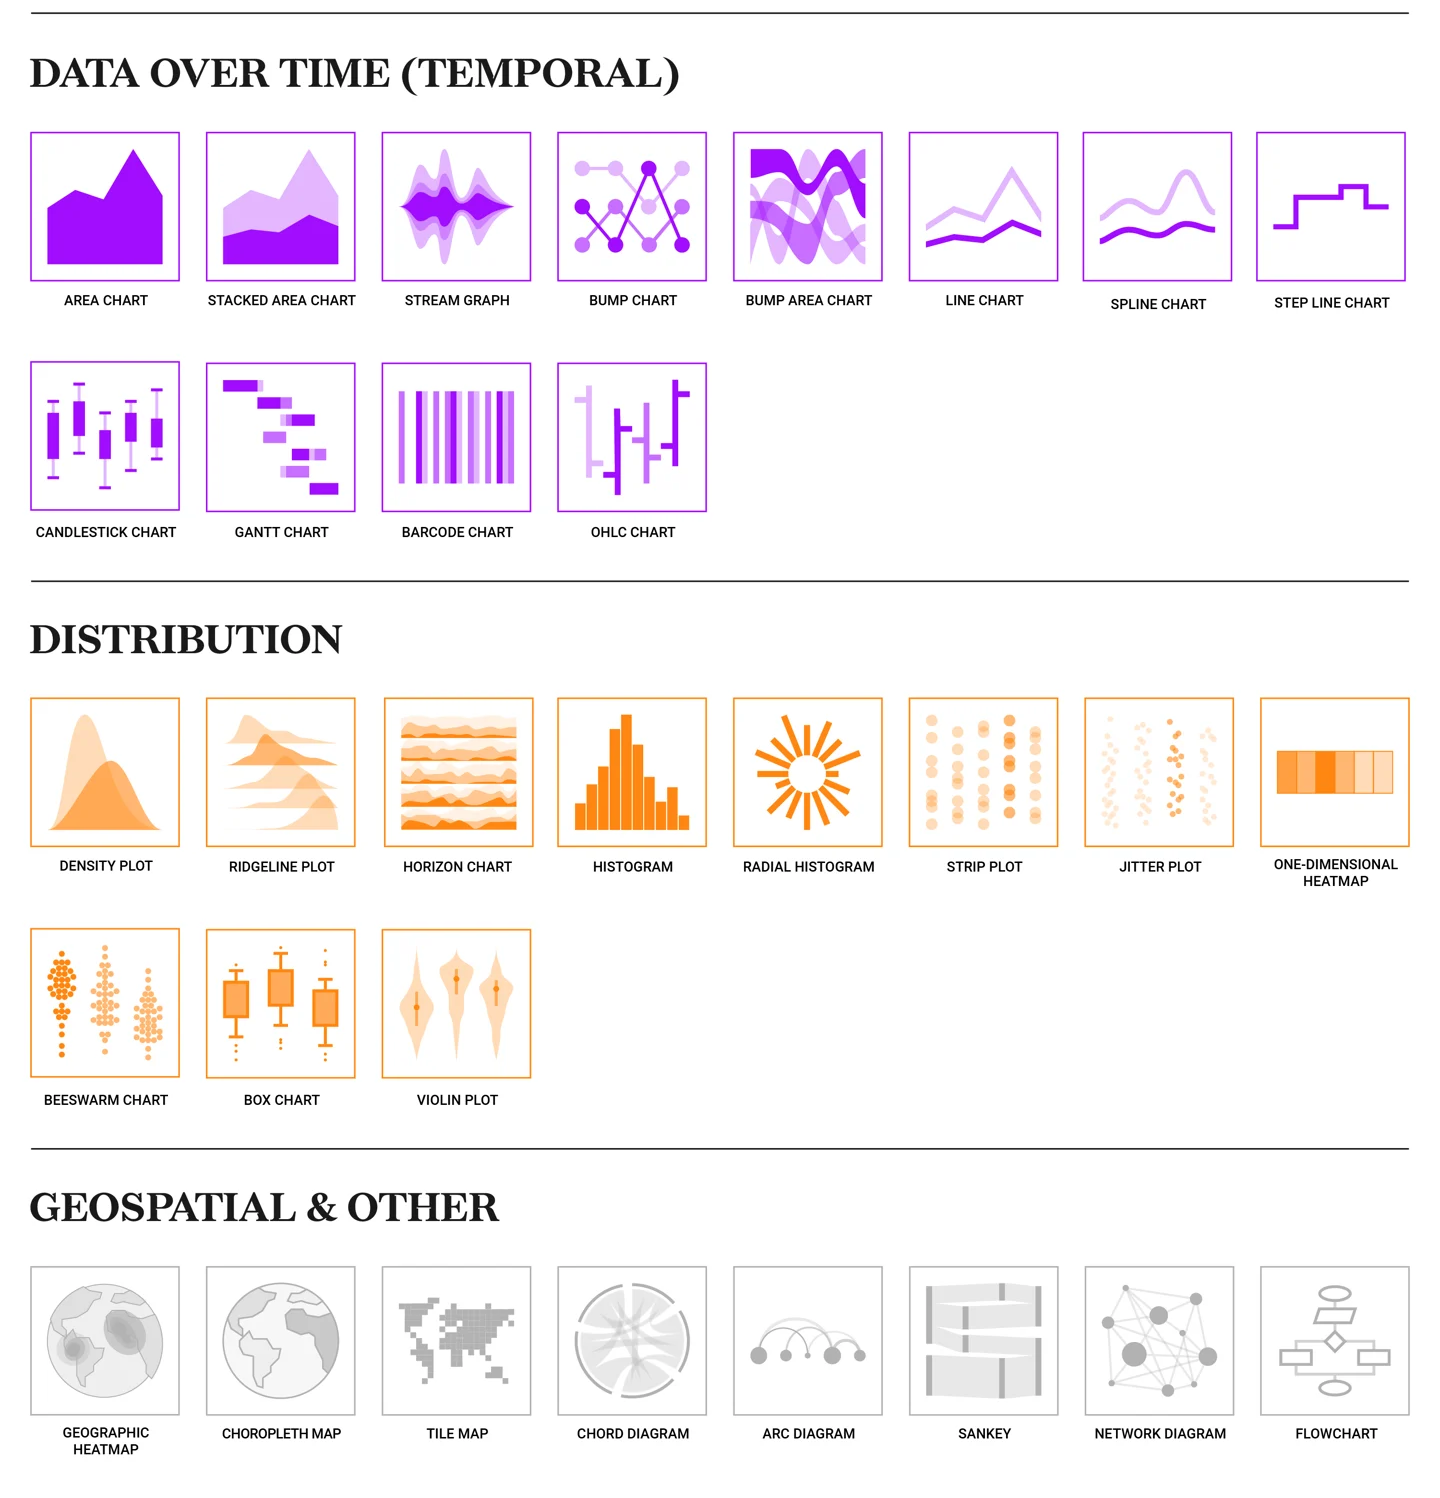 DATA OVER TIME (TEMPORAL)
AREA CHART
STACKED AREA CHART
STREAM GRAPH
BUMP CHART
BUMP AREA CHART
LINE CHART
SPLINE CHART
STEP LINE CHART
CANDLESTICK CHART
GANTT CHART
BARCODE CHART
OHLC CHART
DISTRIBUTION
DENSITY PLOT
RIDGELINE PLOT
HORIZON CHART
HISTOGRAM
RADIAL HISTOGRAM
STRIP PLOT
JITTER PLOT
ONE-DIMENSIONAL
HEATMAP
BEESWARM CHART
BOX CHART
VIOLIN PLOT
GEOSPATIAL & OTHER
GEOGRAPHIC
HEATMAP
CHOROPLETH MAP
TILE MAP
CHORD DIAGRAM
ARC DIAGRAM
SANKEY
NETWORK DIAGRAM
FLOWCHART